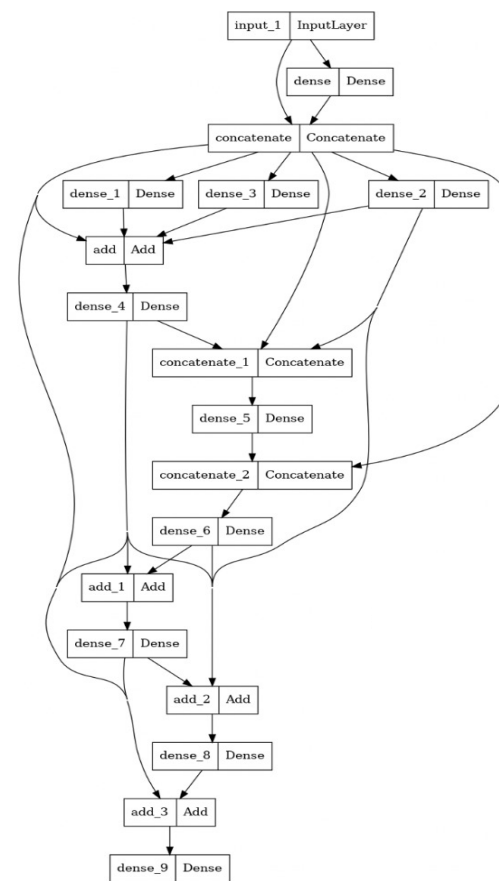 input_1 InputLayer
dense Dense
concatenate Concatenate
dense_1 Dense dense_3 Dense dense_2 Dense
add Add
dense_4 Dense
concatenate_1 Concatenate
dense_5 Dense
concatenate_2 Concatenate
dense_6 Dense
add_1 Add
dense_7 Dense
add_2 Add
dense_8 Dense
add_3 Add
dense_9 Dense